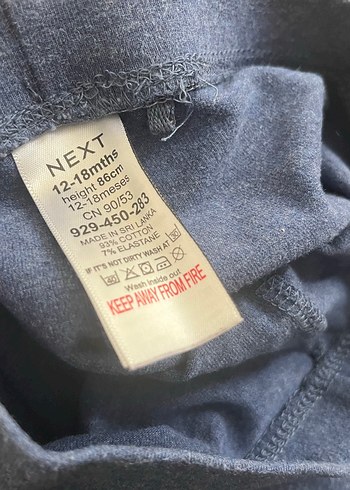 NEXT
12-18mths
height 86cm
12-18meses
CN 90/53
929-450-283
MADE IN SRI LANKA
93% COTTON
7% ELASTANE
IF IT'S NOT DIRTY WASH AT
Wash inside out
KEEP AWAY FROM FIRE